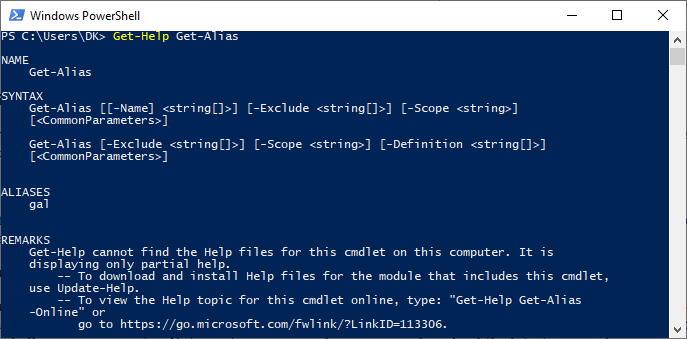 Windows PowerShell
PS C:\Users\DK> Get-Help Get-Alias
NAME
Get-Alias
SYNTAX
Get-Alias [[-Name] <string[]>] [-Exclude <string[]>] [-Scope <string>]
[<CommonParameters>]
Get-Alias [-Exclude <string[]>] [-Scope <string>] [-Definition <string[]>]
[<CommonParameters>]
ALIASES
gal
REMARKS
Get-Help cannot find the Help files for this cmdlet on this computer. It is
displaying only partial help.
-- To download and install Help files for the module that includes this cmdlet,
use Update-Help.
-- To view the Help topic for this cmdlet online, type: "Get-Help Get-Alias
-Online" or
go to https://go.microsoft.com/fwlink/?LinkID=113306.